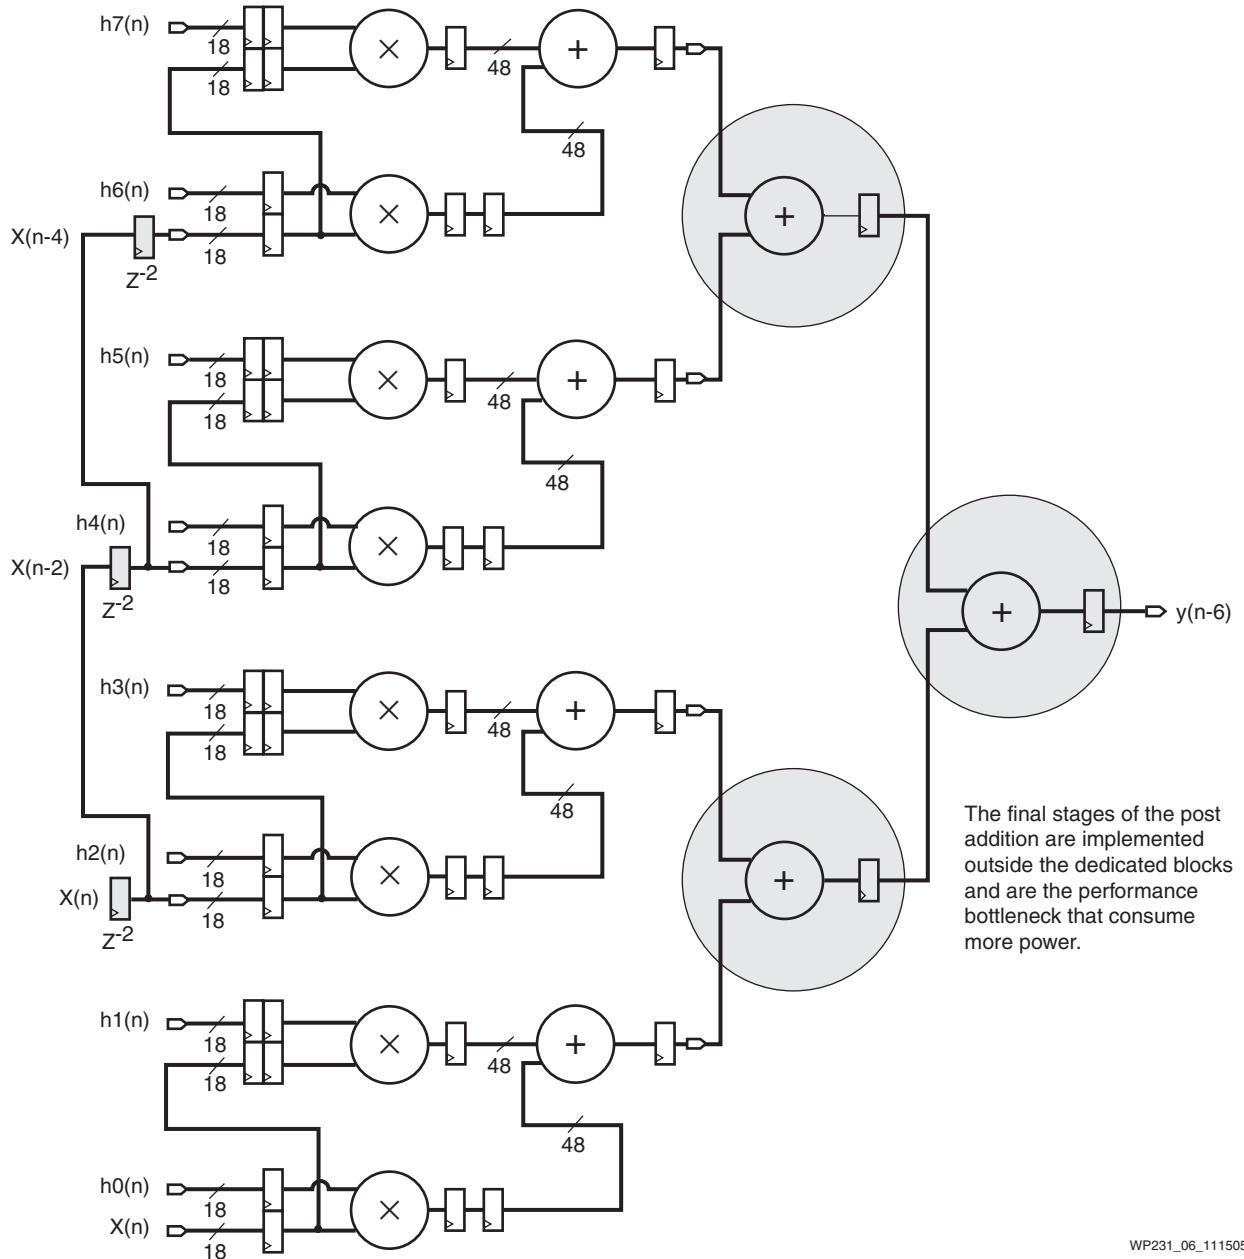 h7(n)
18
18
×
48
+
48
h6(n)
18
X(n-4)
18
Z-2
×
+
h5(n)
18
18
×
48
+
48
h4(n)
18
X(n-2)
18
Z-2
×
+
y(n-6)
h3(n)
18
18
×
48
+
48
h2(n)
18
X(n)
18
Z-2
×
+
The final stages of the post
addition are implemented
outside the dedicated blocks
and are the performance
bottleneck that consume
more power.
h1(n)
18
18
×
48
+
48
h0(n)
18
X(n)
18
×
WP231_06_111505